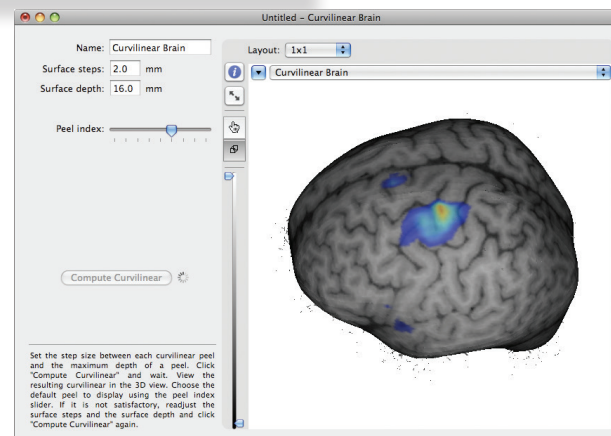 Untitled – Curvilinear Brain
Name: Curvilinear Brain
Surface steps: 2.0 mm
Surface depth: 16.0 mm
Peel index:
Compute Curvilinear
Set the step size between each curvilinear peel
and the maximum depth of a peel. Click
"Compute Curvilinear" and wait. View the
resulting curvilinear in the 3D view. Choose the
default peel to display using the peel index
slider. If it is not satisfactory, readjust the
surface steps and the surface depth and click
"Compute Curvilinear" again.
Layout: 1x1
i
Curvilinear Brain